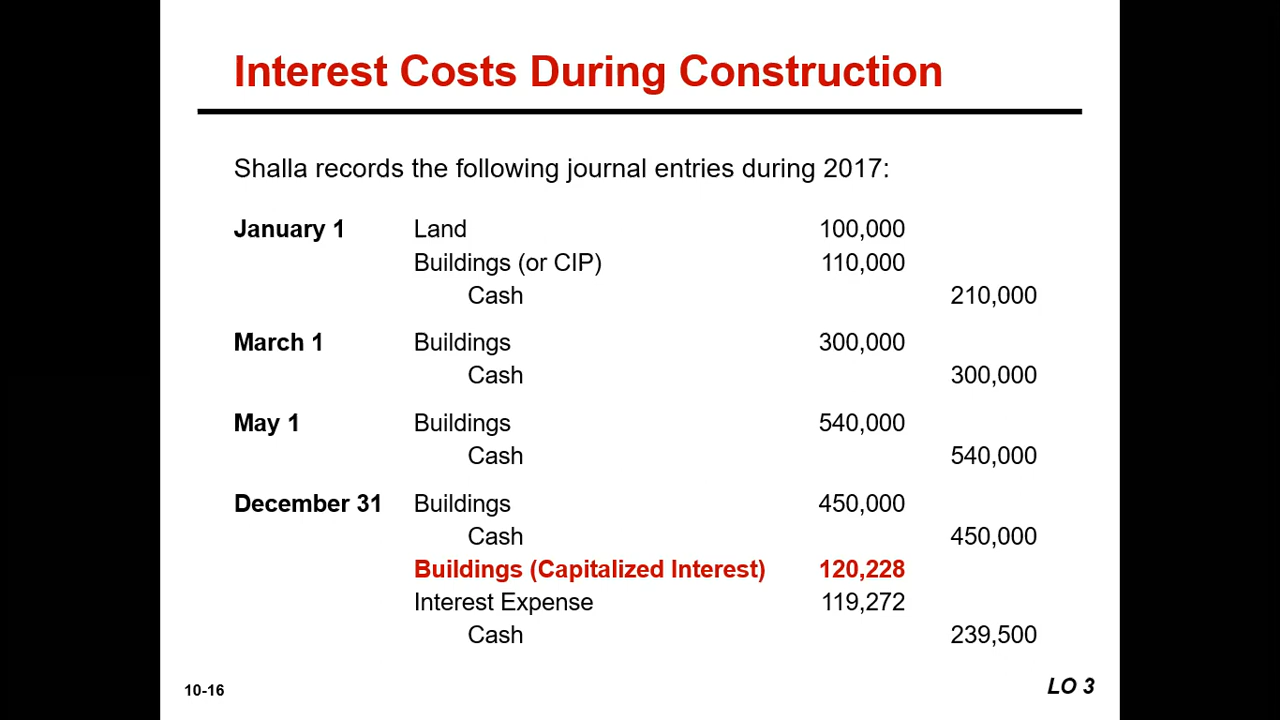 Interest Costs During Construction
Shalla records the following journal entries during 2017:
January 1 Land 100,000
Buildings (or CIP) 110,000
Cash 210,000
March 1 Buildings 300,000
Cash 300,000
May 1 Buildings 540,000
Cash 540,000
December 31 Buildings 450,000
Cash 450,000
Buildings (Capitalized Interest) 120,228
Interest Expense 119,272
Cash 239,500
10-16 LO 3